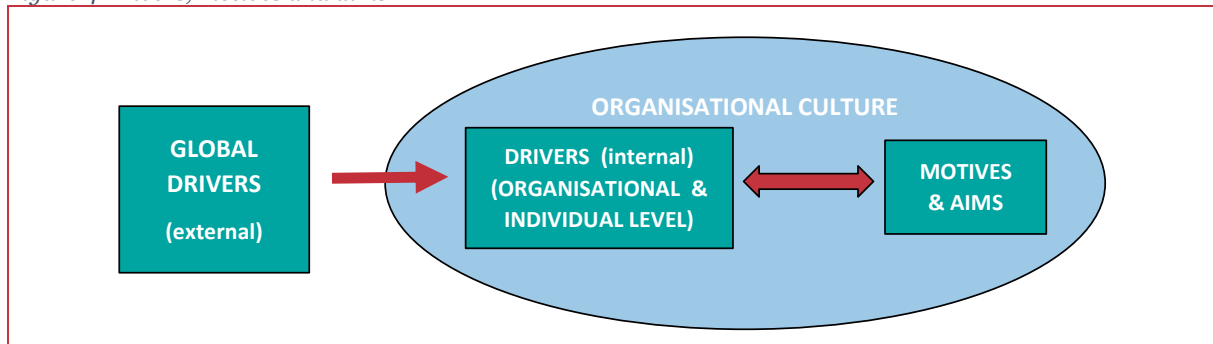 ORGANISATIONAL CULTURE
GLOBAL
DRIVERS
(external)
DRIVERS (internal)
(ORGANISATIONAL &
INDIVIDUAL LEVEL)
MOTIVES
& AIMS